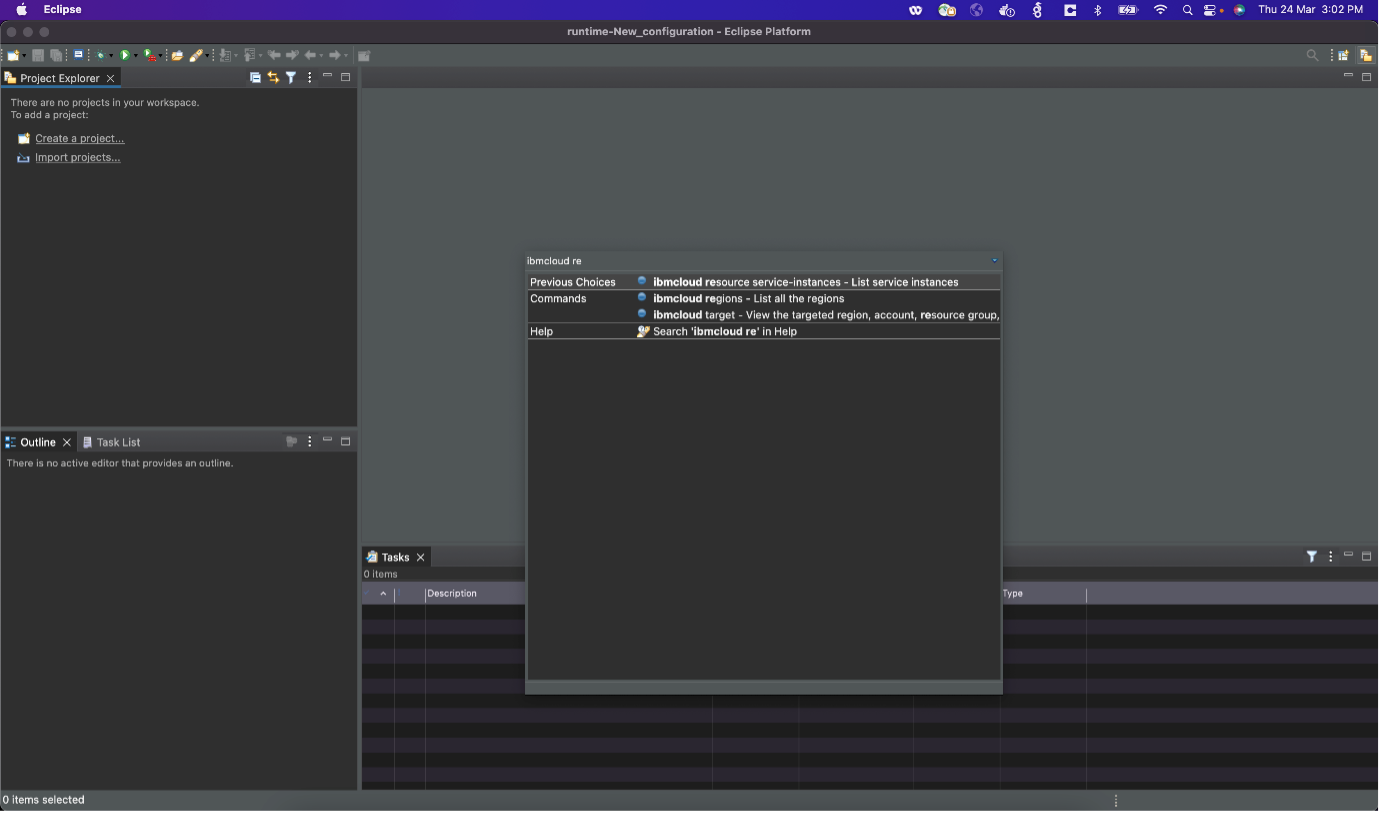 Eclipse
Thu 24 Mar 3:02 PM
runtime-New_configuration - Eclipse Platform
Project Explorer
There are no projects in your workspace.
To add a project:
Create a project...
Import projects...
ibmcloud re
Previous Choices ibmcloud resource service-instances - List service instances
Commands ibmcloud regions - List all the regions
ibmcloud target - View the targeted region, account, resource group,
Help Search 'ibmcloud re' in Help
Outline Task List
There is no active editor that provides an outline.
Tasks
0 items
Description Type
0 items selected